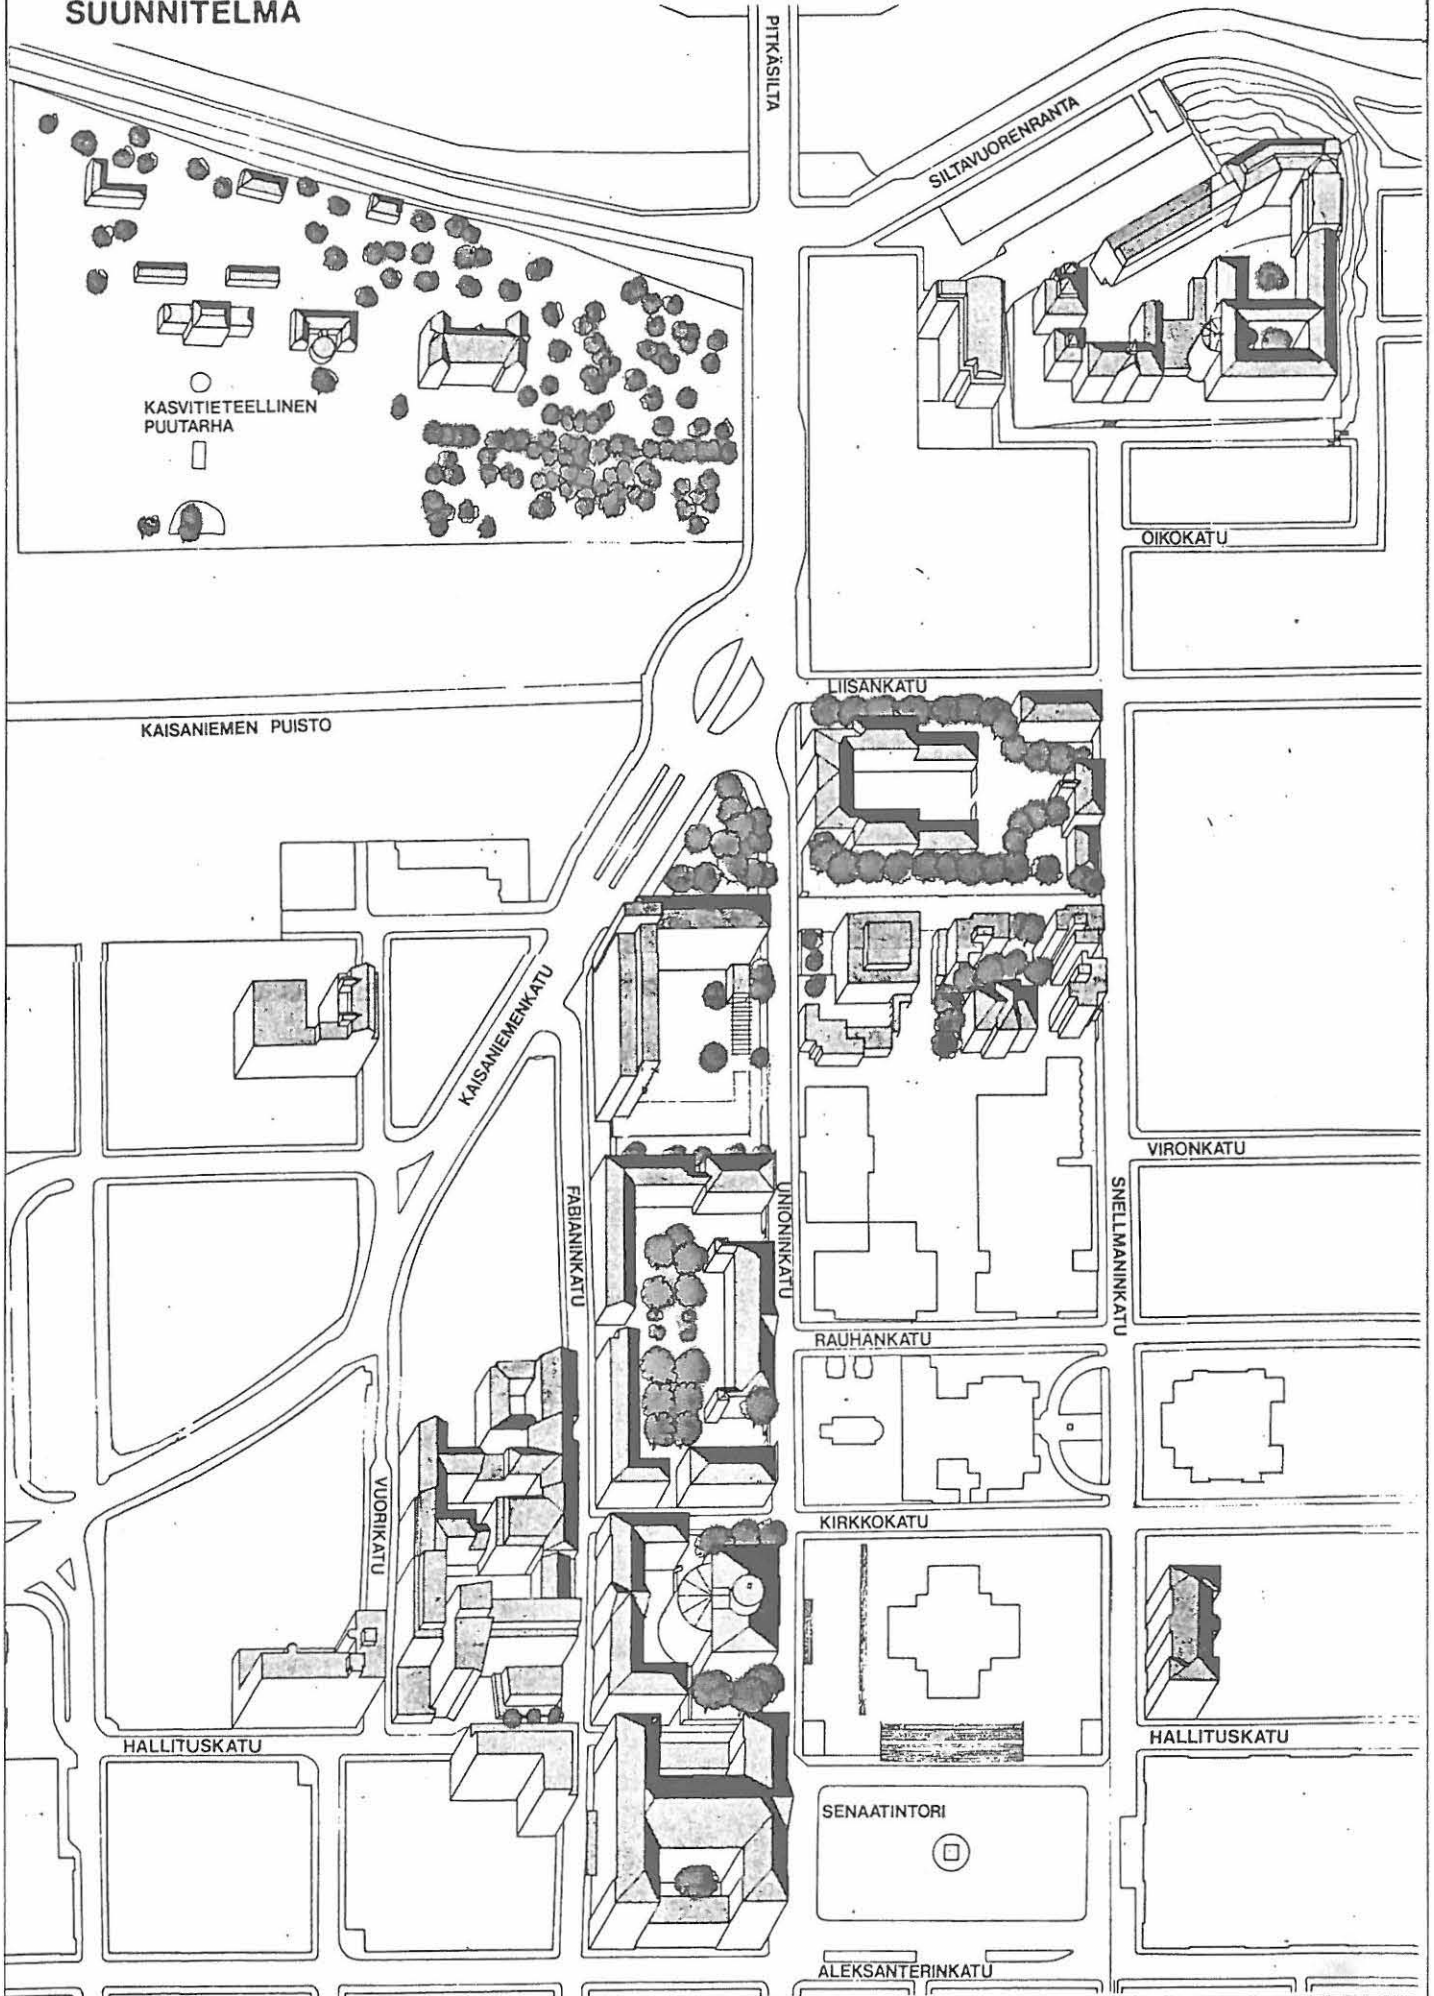 SUUNNITELMA
PITKÄSILTA
SILTAVUORENRANTA
KASVITIETEELLINEN
PUUTARHA
OIKOKATU
LIISANKATU
KAISANIEMEN PUISTO
KAISANIEMENKATU
VIRONKATU
FABIANINKATU
UNIONINKATU
SNELLMANINKATU
RAUHANKATU
VUORIKATU
KIRKKOKATU
HALLITUSKATU
HALLITUSKATU
SENAATINTORI
ALEKSANTERINKATU